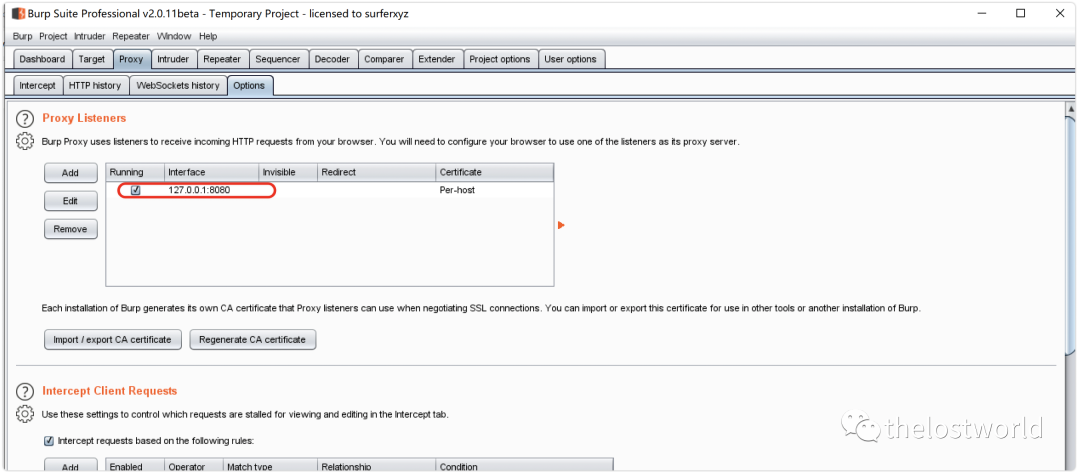 Burp Suite Professional v2.0.11beta - Temporary Project - licensed to surferxyz
Burp Project Intruder Repeater Window Help
Dashboard Target Proxy Intruder Repeater Sequencer Decoder Comparer Extender Project options User options
Intercept HTTP history WebSockets history Options
? Proxy Listeners
Burp Proxy uses listeners to receive incoming HTTP requests from your browser. You will need to configure your browser to use one of the listeners as its proxy server.
Add Running Interface Invisible Redirect Certificate
127.0.0.1:8080 Per-host
Edit
Remove
Each installation of Burp generates its own CA certificate that Proxy listeners can use when negotiating SSL connections. You can import or export this certificate for use in other tools or another installation of Burp.
Import / export CA certificate Regenerate CA certificate
? Intercept Client Requests
Use these settings to control which requests are stalled for viewing and editing in the Intercept tab.
Intercept requests based on the following rules:
Add Enabled Operator Match type Relationship Condition
thelostworld